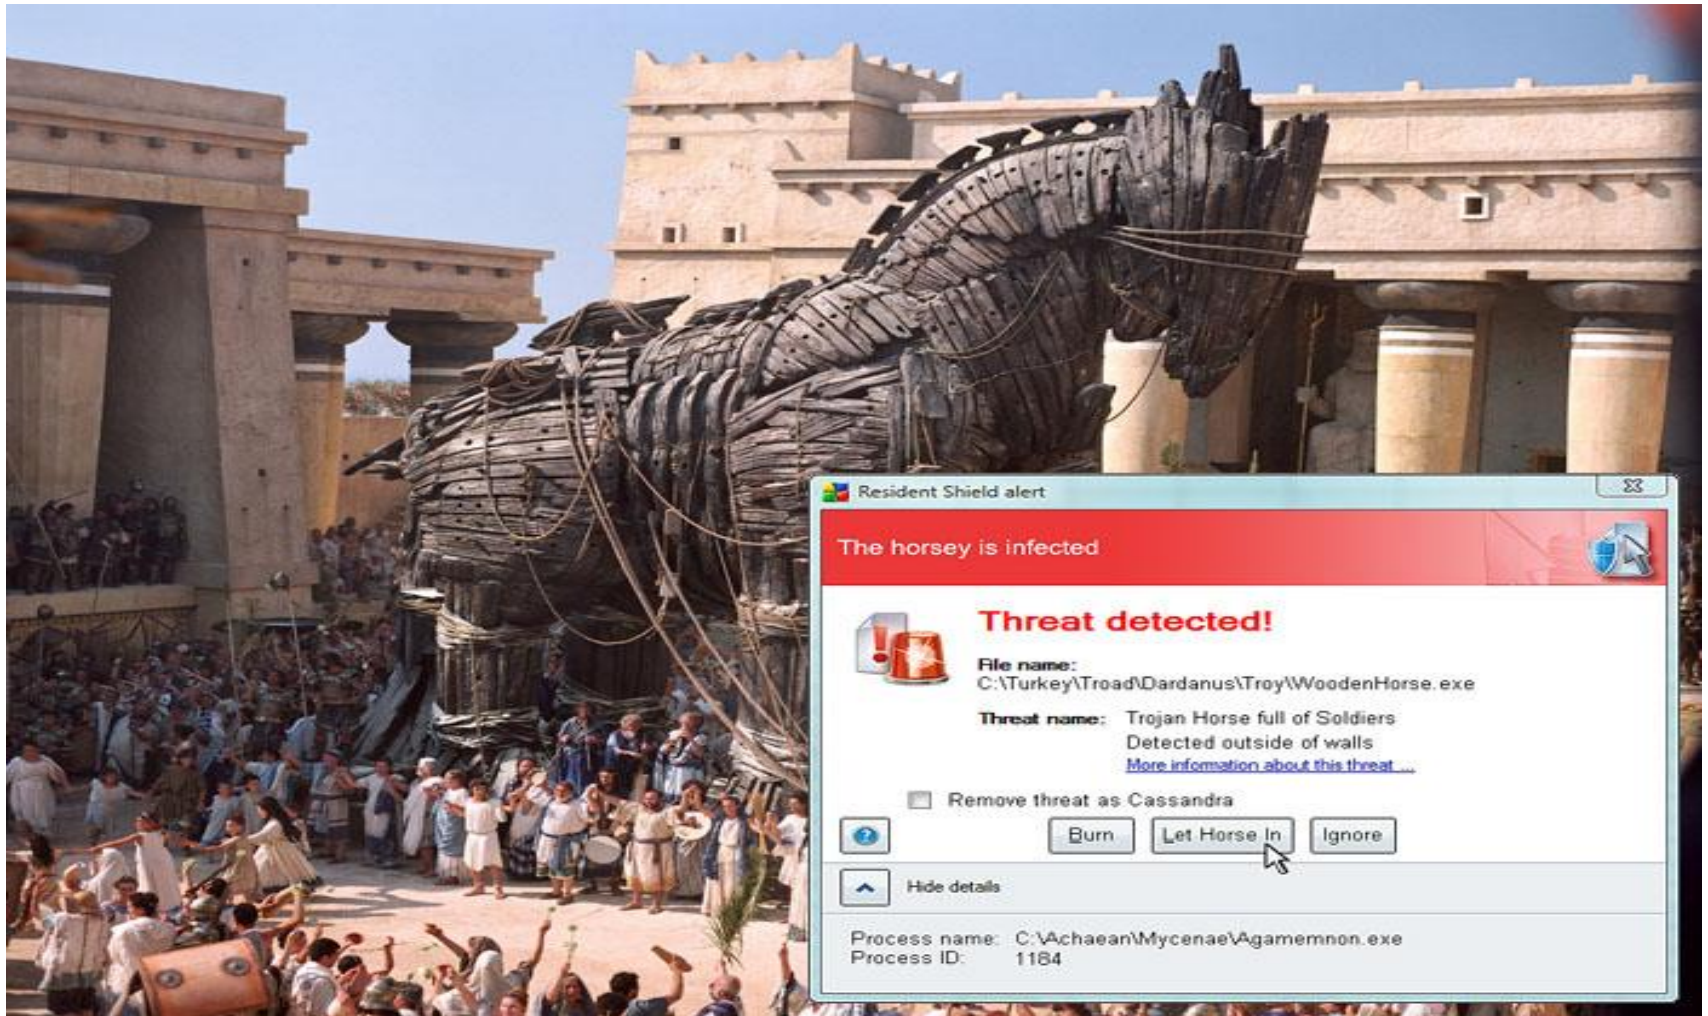 Resident Shield alert
The horsey is infected
Threat detected!
File name:
C:\Turkey\Troad\Dardanus\Troy\WoodenHorse.exe
Threat name: Trojan Horse full of Soldiers
Detected outside of walls
More information about this threat ...
Remove threat as Cassandra
Burn Let Horse In Ignore
Hide details
Process name: C:\Achaean\Mycenae\Agamemnon.exe
Process ID: 1184